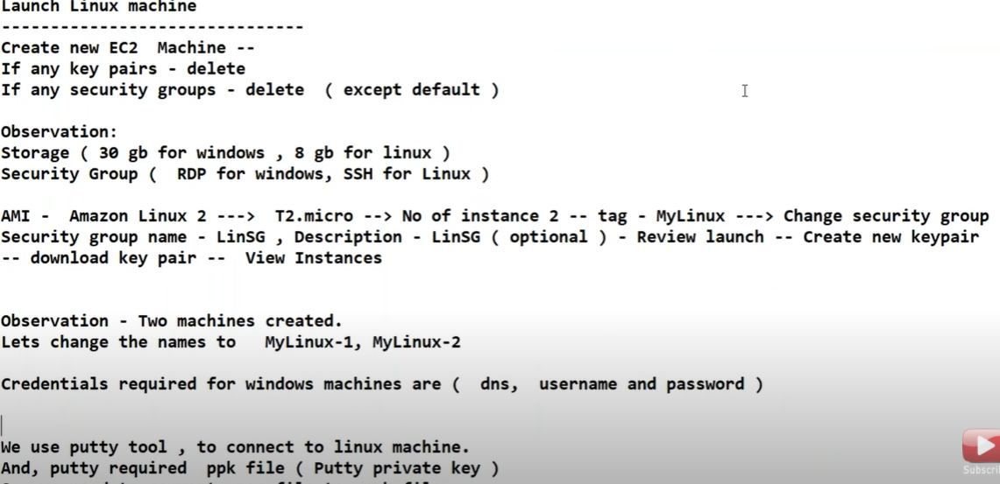 Launch Linux machine
-------------------------------
Create new EC2  Machine --
If any key pairs - delete
If any security groups - delete  ( except default )
Observation:
Storage ( 30 gb for windows , 8 gb for linux )
Security Group (  RDP for windows, SSH for Linux )
AMI -  Amazon Linux 2 --->  T2.micro --> No of instance 2 -- tag - MyLinux ---> Change security group
Security group name - LinSG , Description - LinSG ( optional ) - Review launch -- Create new keypair
-- download key pair --  View Instances
Observation - Two machines created.
Lets change the names to   MyLinux-1, MyLinux-2
Credentials required for windows machines are (  dns,  username and password )
We use putty tool , to connect to linux machine.
And, putty required  ppk file ( Putty private key )